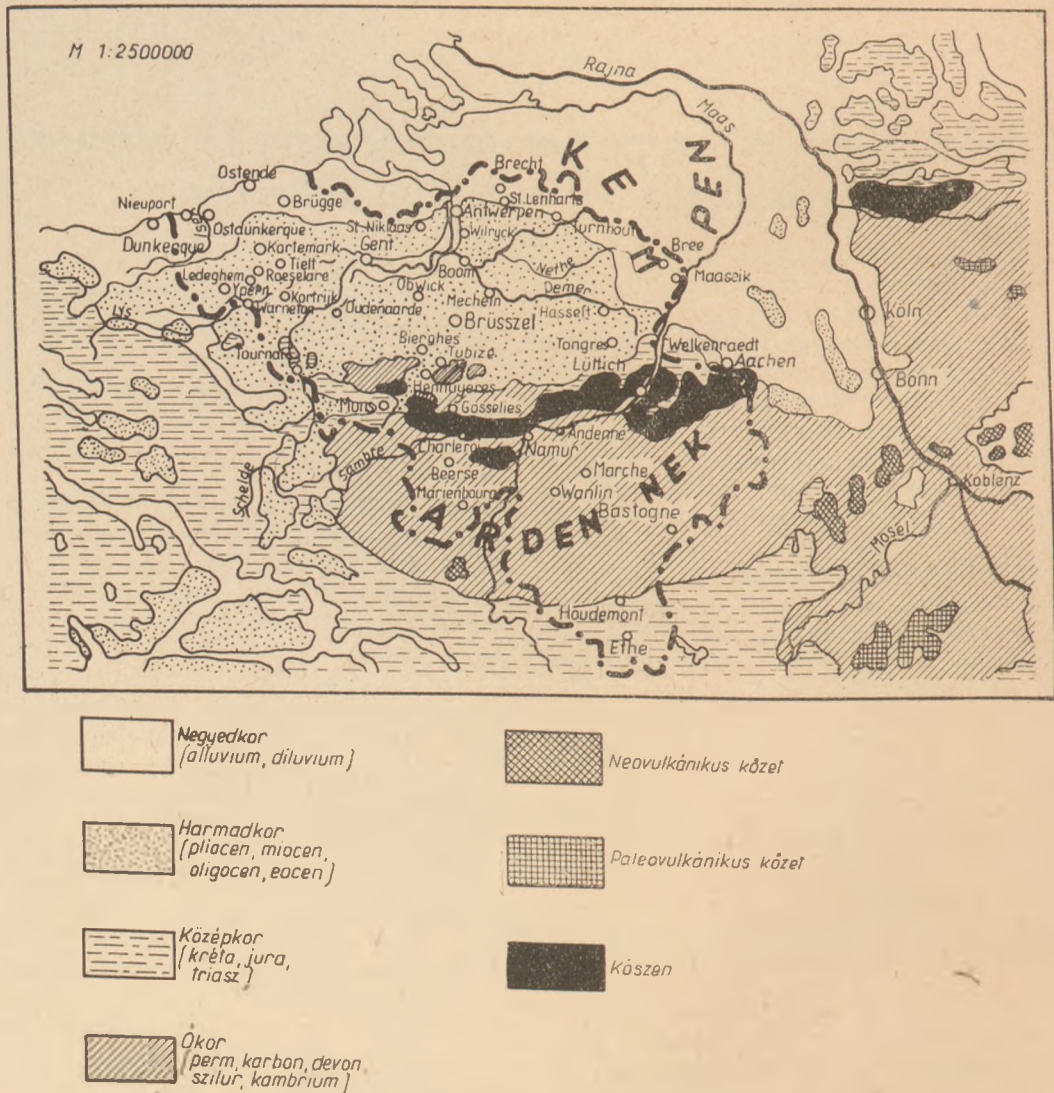 M 1:2500000
Rajna
Maas
KEMPEN
Brecht
Ostende
St.Lenharts
Nieuport
Brügge
Antwerpen
Turnhout
Ostdünkerque
St.Niklaas
Wilryck
Dunkerque
Kortemark
Gent
Bree
Tielt
Boom
Nethe
Maaseik
Ledeghem
Roeselare
Obwick
Demer
Ypern
Kortrijk
Mecheln
Köln
Warneton
Oudenaarde
Hasselt
Lys
Brüsszel
Bierghes
Tongres
Welkenraedt
Tournai
Tubize
Lüttich
Aachen
Bonn
Hennuyeres
Mons
Gosselies
Andenne
Charleroi
Namur
Sambre
Beerse
Marche
Koblenz
Schelde
Marienbourg
Wanlin
ARDENNEK
Bastogne
Mosel
Houdemont
Ethe
Negyedkor
(alluvium, diluvium)
Harmadkor
(pliocen, miocen,
oligocen, eocen)
Középkor
(kréta, jura,
triasz)
Ókor
(perm, karbon, devon,
szilur, kambrium)
Neovulkánikus kőzet
Paleovulkánikus kőzet
Kőszen